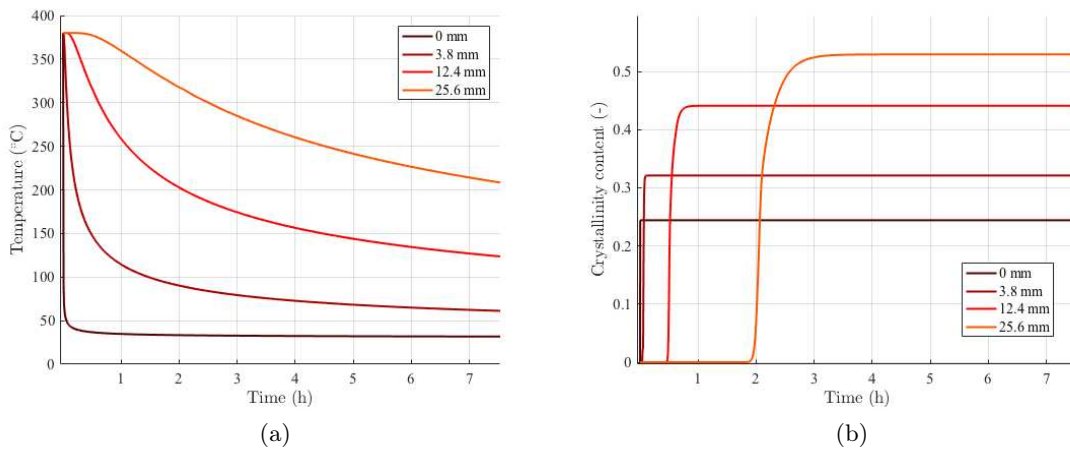 400
350
300
250
200
150
100
50
0
Temperature (°C)
1 2 3 4 5 6 7
Time (h)
0 mm
3.8 mm
12.4 mm
25.6 mm
(a)
0.5
0.4
0.3
0.2
0.1
0
Crystallinity content (-)
1 2 3 4 5 6 7
Time (h)
0 mm
3.8 mm
12.4 mm
25.6 mm
(b)